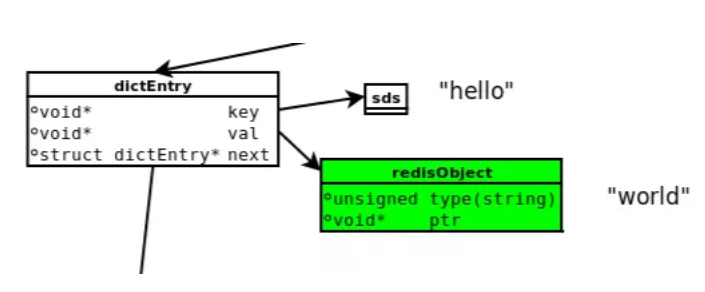 dictEntry
void* key
void* val
struct dictEntry* next
sds
"hello"
redisObject
unsigned type(string)
void* ptr
"world"